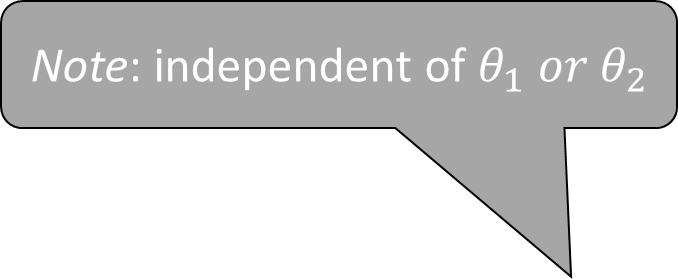 Note: independent of θ₁ or θ₂